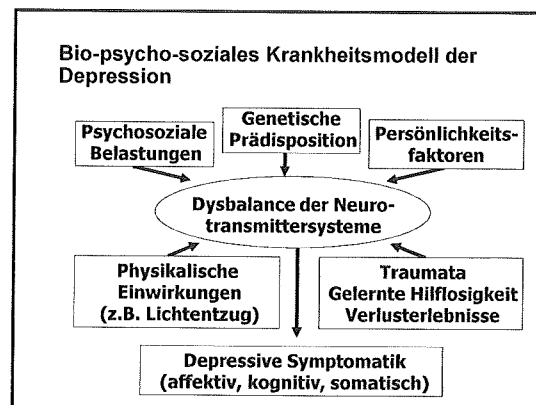 Bio-psycho-soziales Krankheitsmodell der
Depression
Psychosoziale
Belastungen
Genetische
Prädisposition
Persönlichkeits-
faktoren
Dysbalance der Neuro-
transmittersysteme
Physikalische
Einwirkungen
(z.B. Lichtentzug)
Traumata
Gelernte Hilflosigkeit
Verlusterlebnisse
Depressive Symptomatik
(affektiv, kognitiv, somatisch)